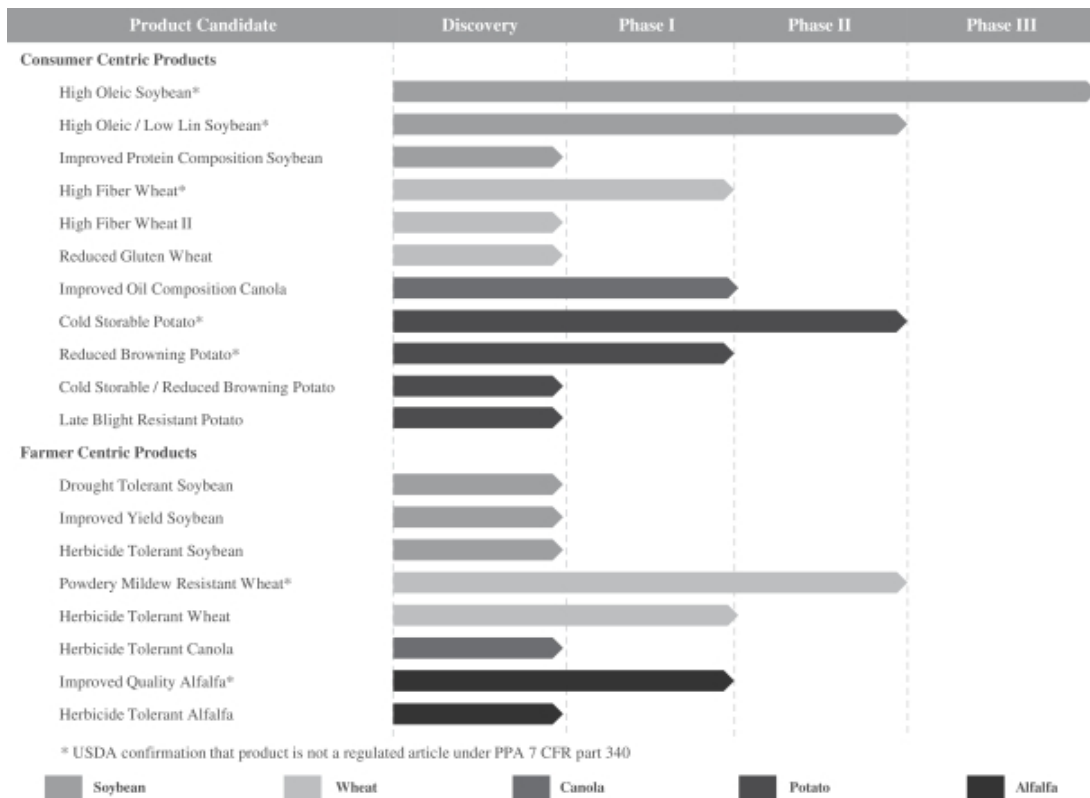 Product Candidate Discovery Phase I Phase II Phase III
Consumer Centric Products
High Oleic Soybean*
High Oleic / Low Lin Soybean*
Improved Protein Composition Soybean
High Fiber Wheat*
High Fiber Wheat II
Reduced Gluten Wheat
Improved Oil Composition Canola
Cold Storable Potato*
Reduced Browning Potato*
Cold Storable / Reduced Browning Potato
Late Blight Resistant Potato
Farmer Centric Products
Drought Tolerant Soybean
Improved Yield Soybean
Herbicide Tolerant Soybean
Powdery Mildew Resistant Wheat*
Herbicide Tolerant Wheat
Herbicide Tolerant Canola
Improved Quality Alfalfa*
Herbicide Tolerant Alfalfa
* USDA confirmation that product is not a regulated article under PPA 7 CFR part 340
Soybean Wheat Canola Potato Alfalfa